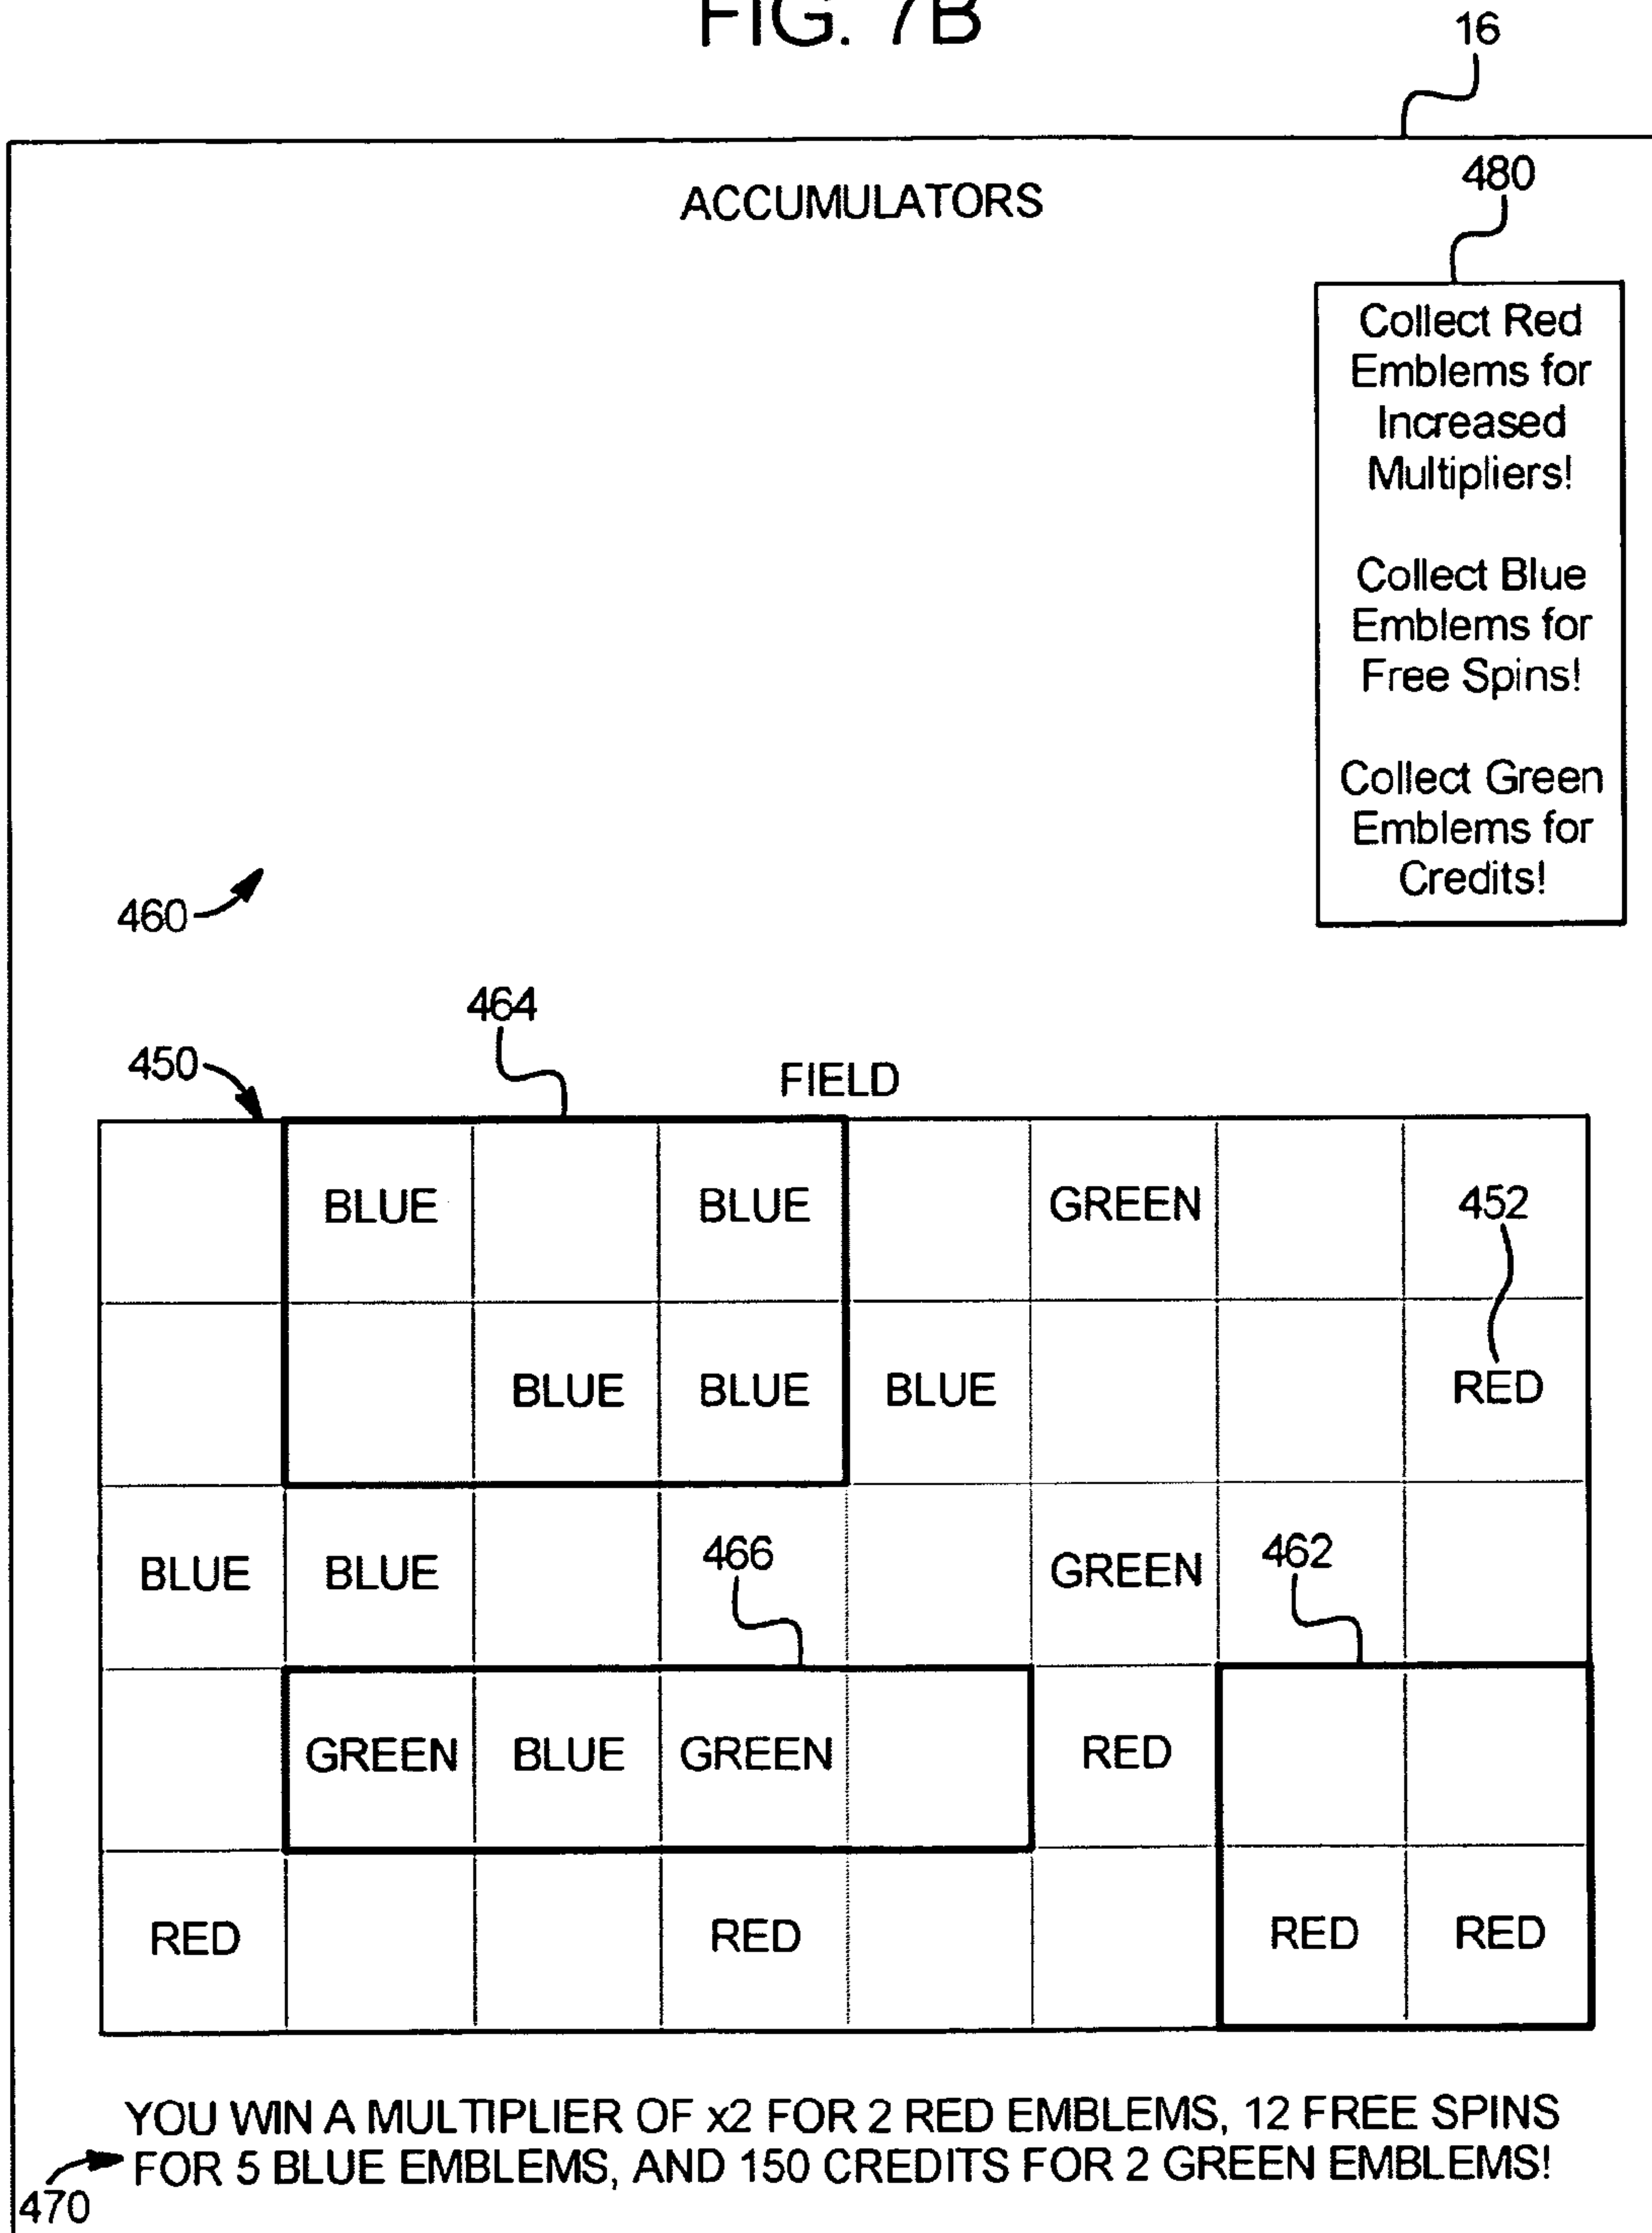 FIG. 7B
16
ACCUMULATORS
480
Collect Red
Emblems for
Increased
Multipliers!
Collect Blue
Emblems for
Free Spins!
Collect Green
Emblems for
Credits!
460
464
450
FIELD
BLUE BLUE GREEN 452
BLUE BLUE BLUE RED
BLUE BLUE 466 GREEN 462
GREEN BLUE GREEN RED
RED RED RED RED
YOU WIN A MULTIPLIER OF x2 FOR 2 RED EMBLEMS, 12 FREE SPINS
FOR 5 BLUE EMBLEMS, AND 150 CREDITS FOR 2 GREEN EMBLEMS!
470